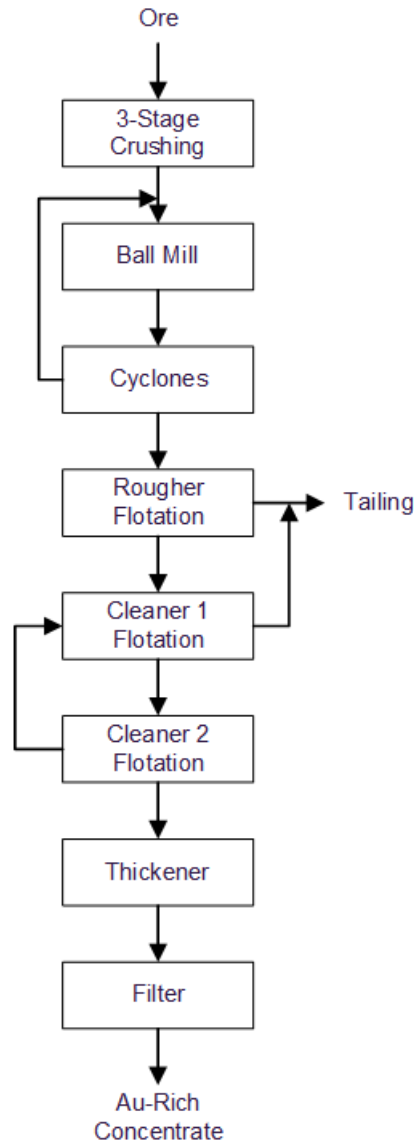 Ore
3-Stage
Crushing
Ball Mill
Cyclones
Rougher
Flotation
Tailing
Cleaner 1
Flotation
Cleaner 2
Flotation
Thickener
Filter
Au-Rich
Concentrate